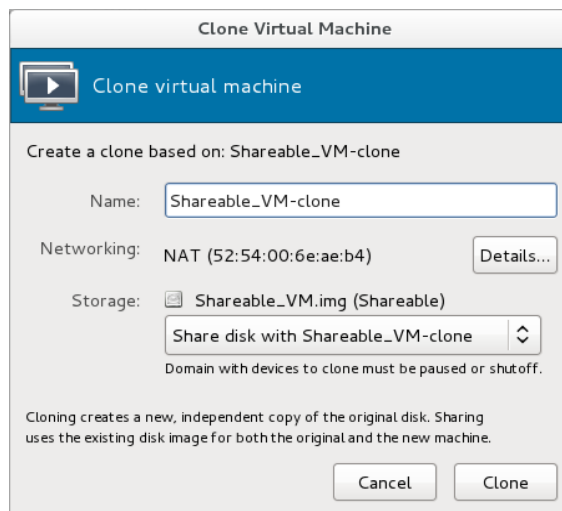 Clone Virtual Machine
Clone virtual machine
Create a clone based on: Shareable_VM-clone
Name: Shareable_VM-clone
Networking: NAT (52:54:00:6e:ae:b4) Details...
Storage: Shareable_VM.img (Shareable)
Share disk with Shareable_VM-clone
Domain with devices to clone must be paused or shutoff.
Cloning creates a new, independent copy of the original disk. Sharing
uses the existing disk image for both the original and the new machine.
Cancel Clone